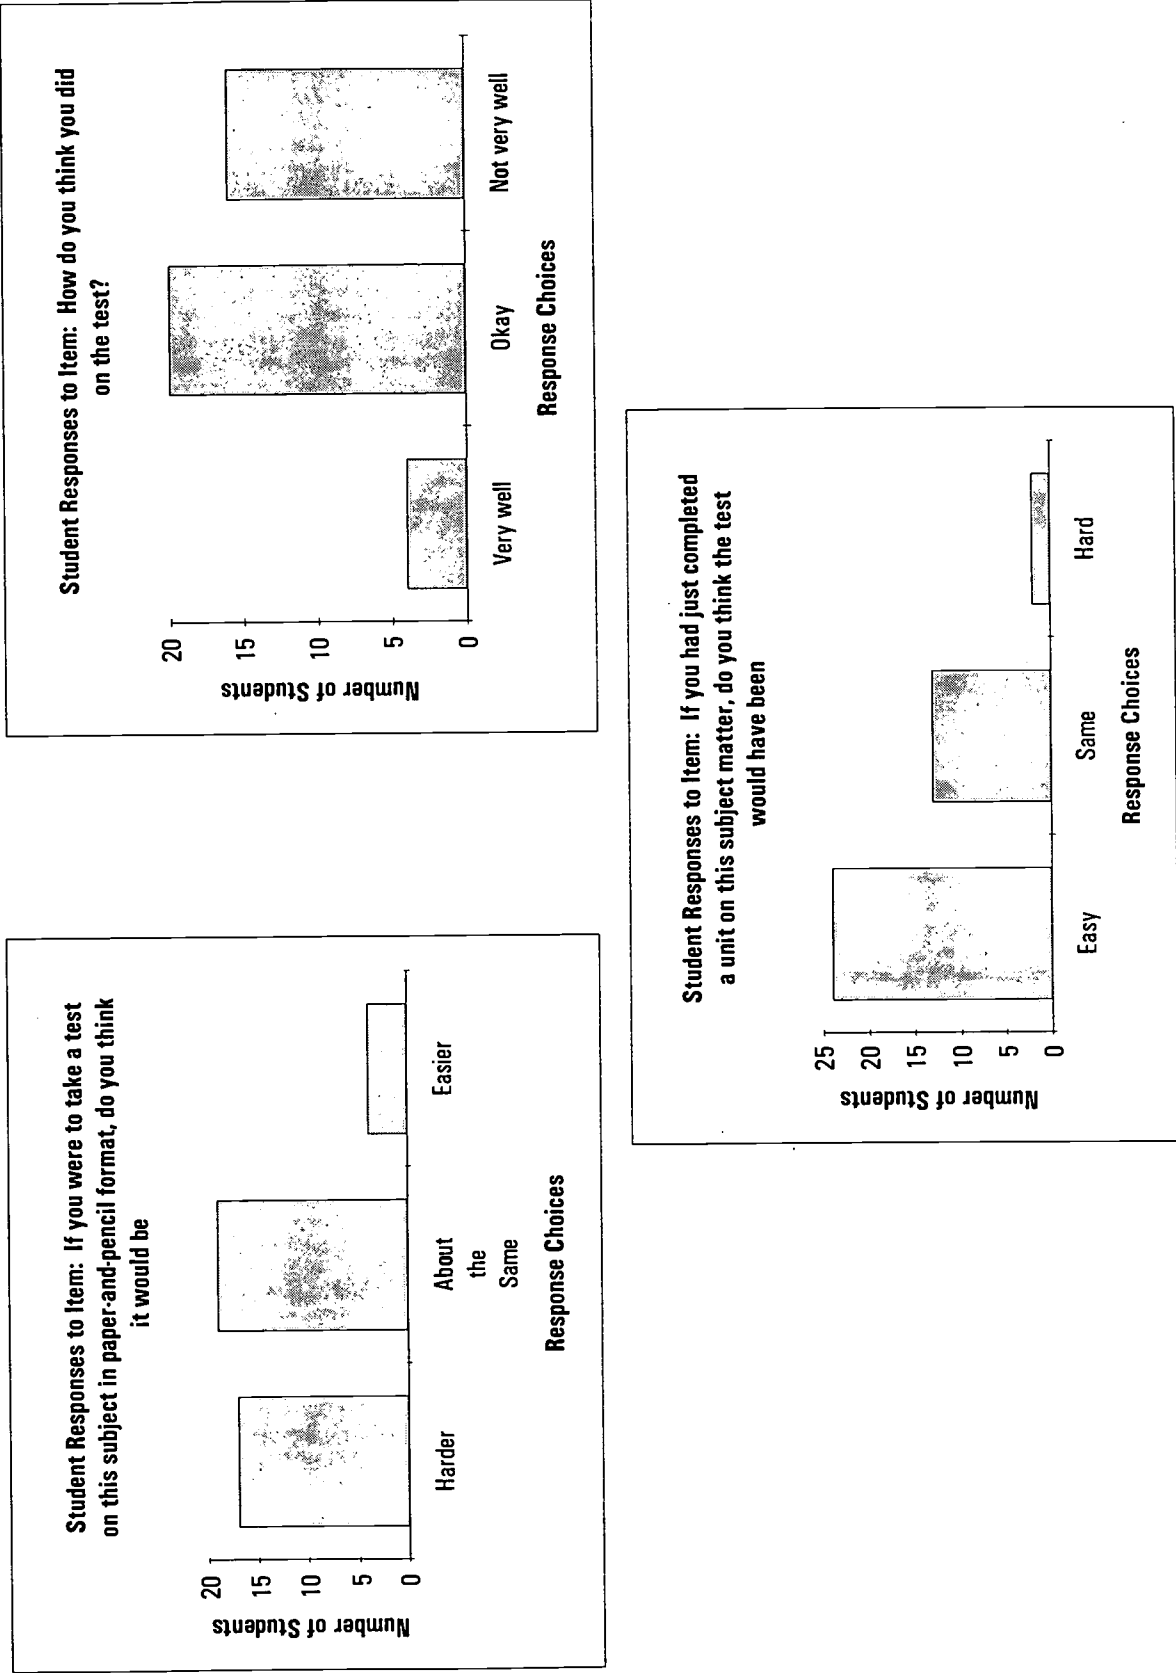 Student Responses to Item: If you were to take a test
on this subject in paper-and-pencil format, do you think
it would be
Number of Students
20
15
10
5
0
Harder
About
the
Same
Easier
Response Choices
Student Responses to Item: How do you think you did
on the test?
Number of Students
20
15
10
5
0
Very well
Okay
Not very well
Response Choices
Student Responses to Item: If you had just completed
a unit on this subject matter, do you think the test
would have been
Number of Students
25
20
15
10
5
0
Easy
Same
Hard
Response Choices